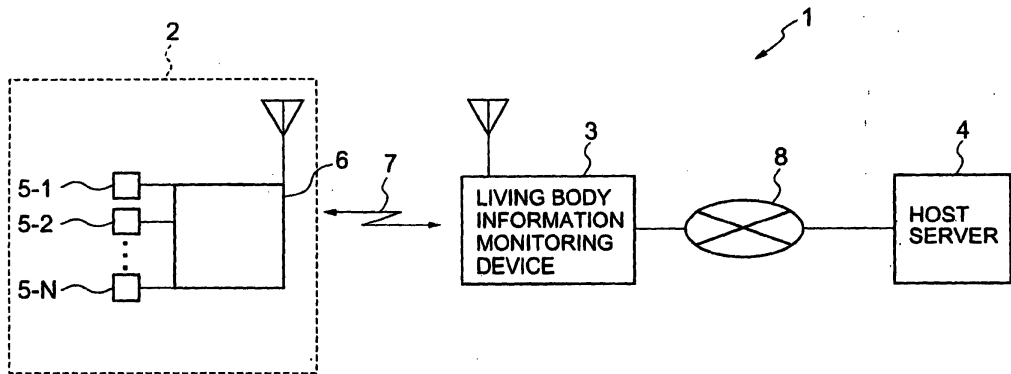 1
2
3
4
5-1
5-2
5-N
6
7
8
LIVING BODY
INFORMATION
MONITORING
DEVICE
HOST
SERVER